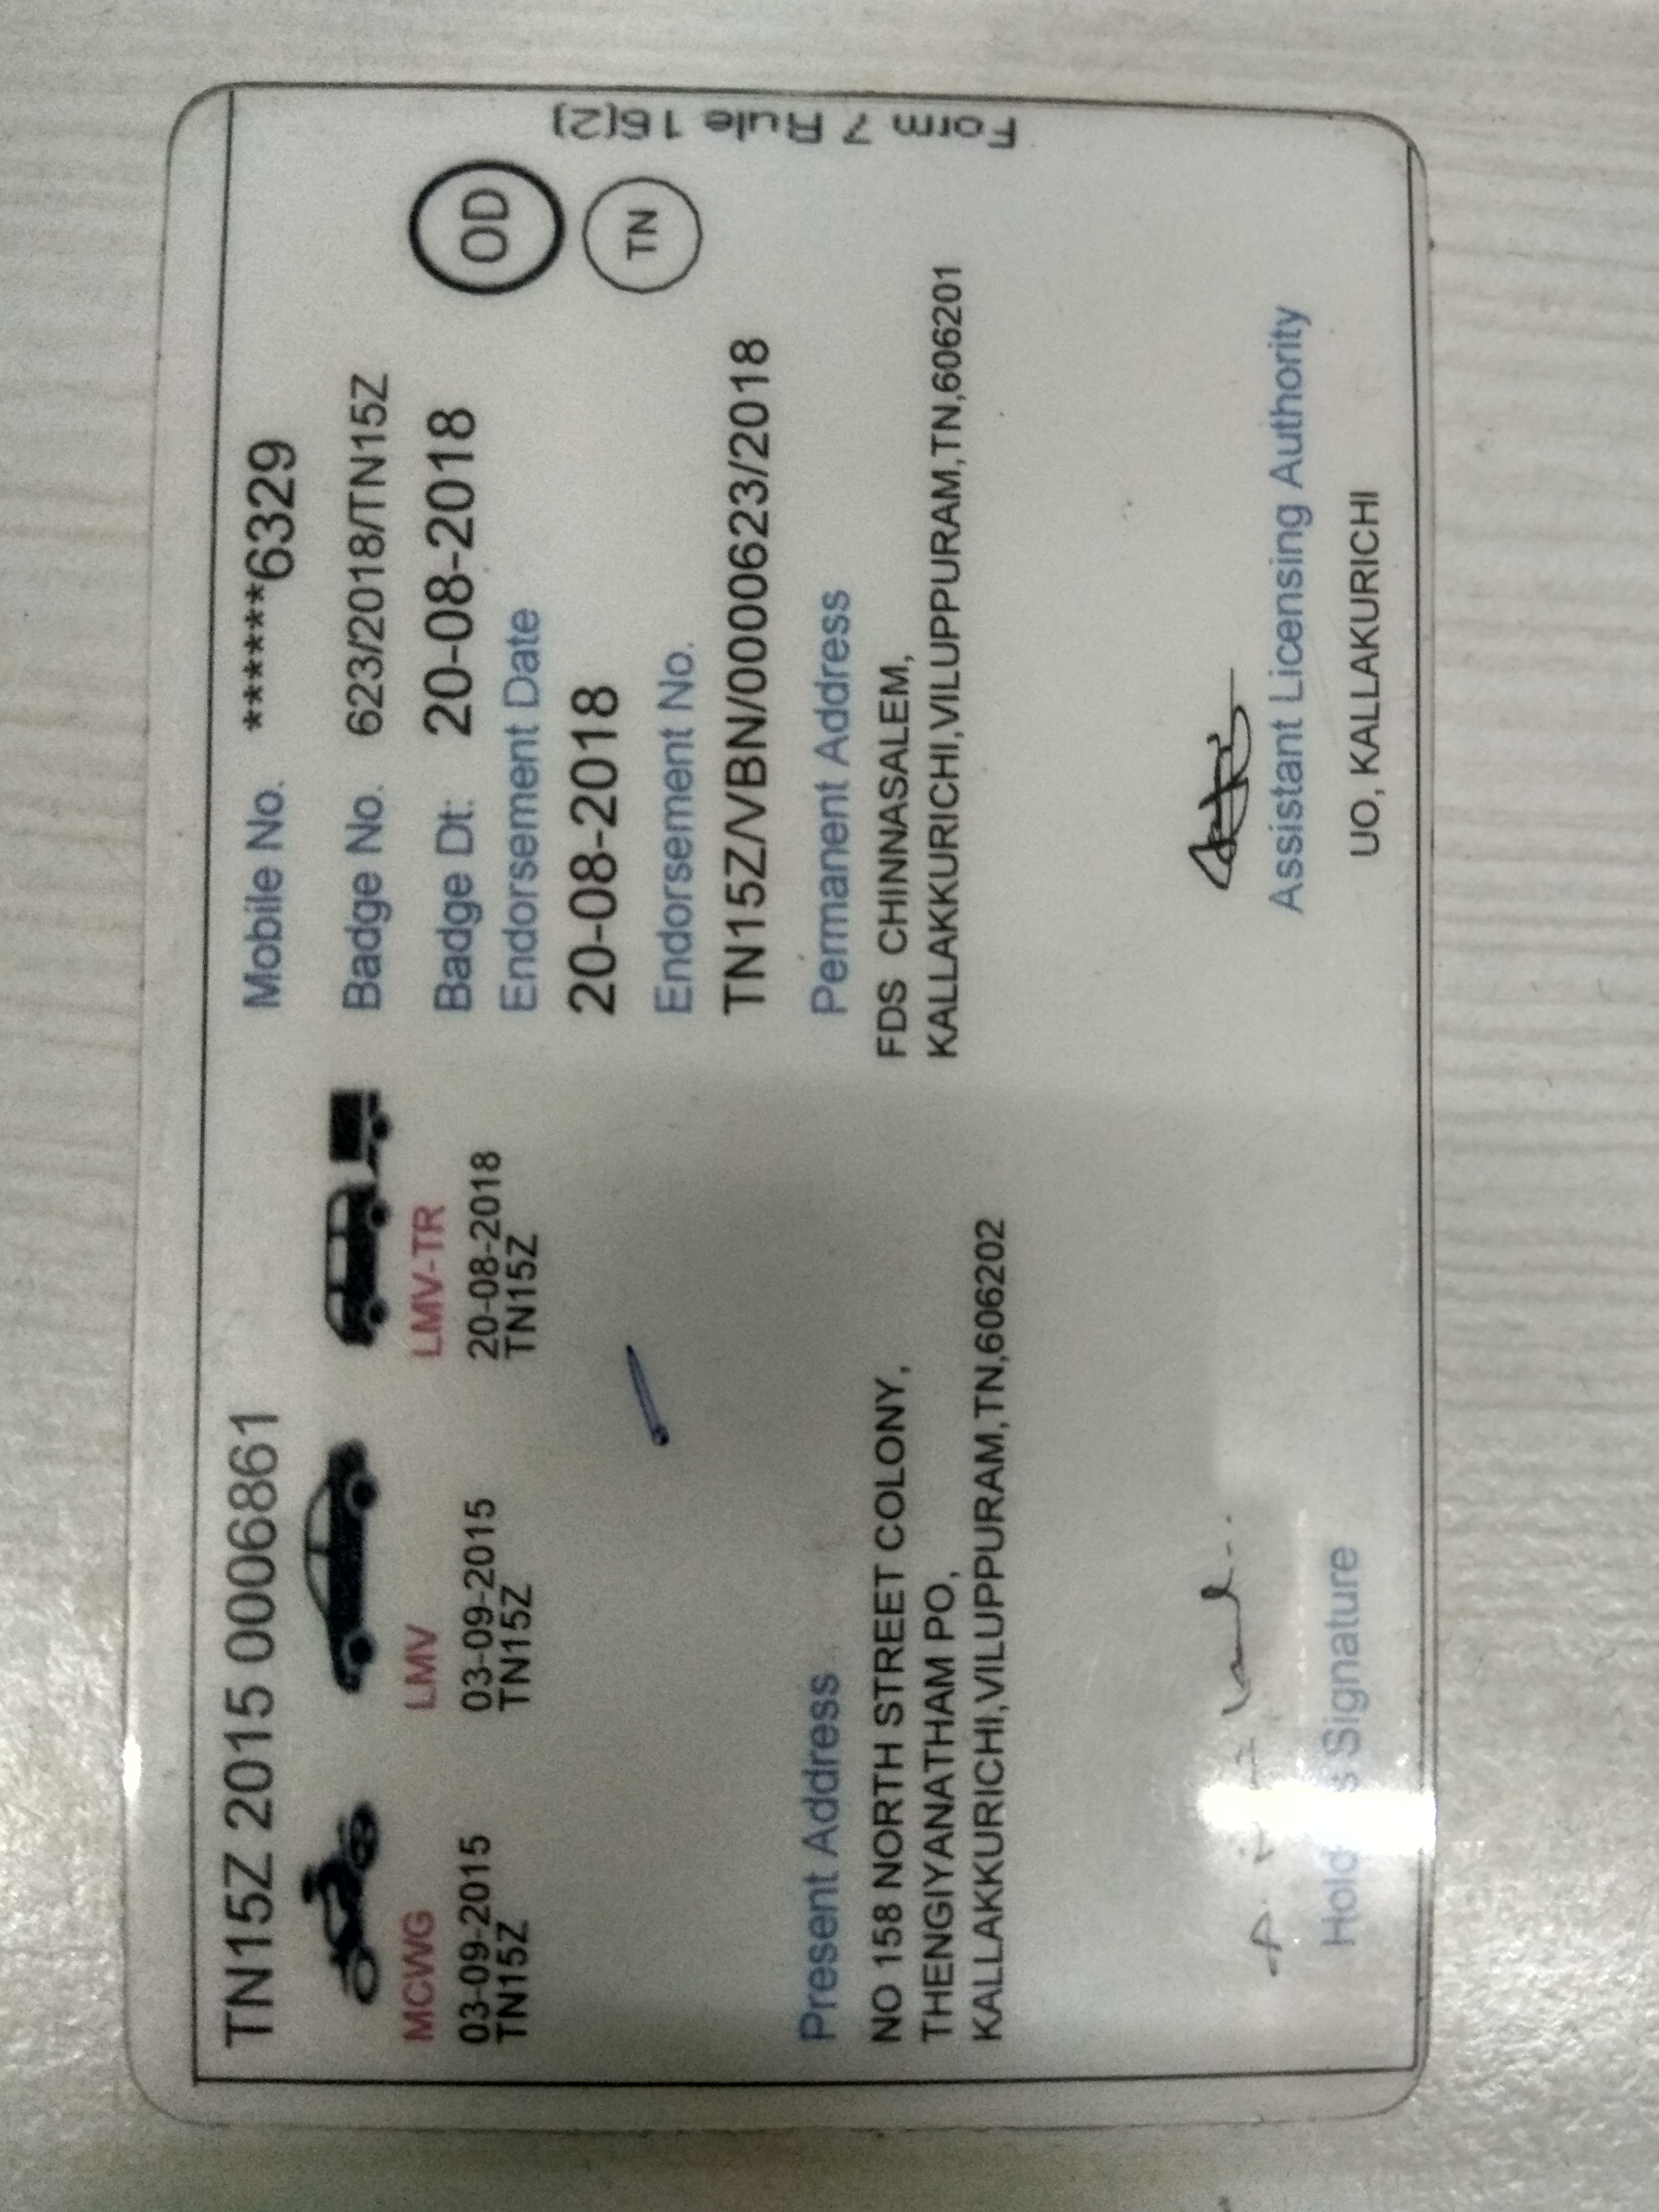 TN15Z 2015 0006861
MCWG
03-09-2015
TN15Z
LMV
03-09-2015
TN15Z
LMV-TR
20-08-2018
TN15Z
Mobile No. ******6329
Badge No. 623/2018/TN15Z
Badge Dt: 20-08-2018
Endorsement Date
20-08-2018
Endorsement No.
TN15Z/VBN/0000623/2018
OD
TN
Form 7 Rule 16(2)
Present Address
NO 158 NORTH STREET COLONY,
THENGIYANATHAM PO,
KALLAKKURICHI,VILUPPURAM,TN,606202
Permanent Address
FDS CHINNASALEM,
KALLAKKURICHI,VILUPPURAM,TN,606201
Signature
Assistant Licensing Authority
UO, KALLAKURICHI